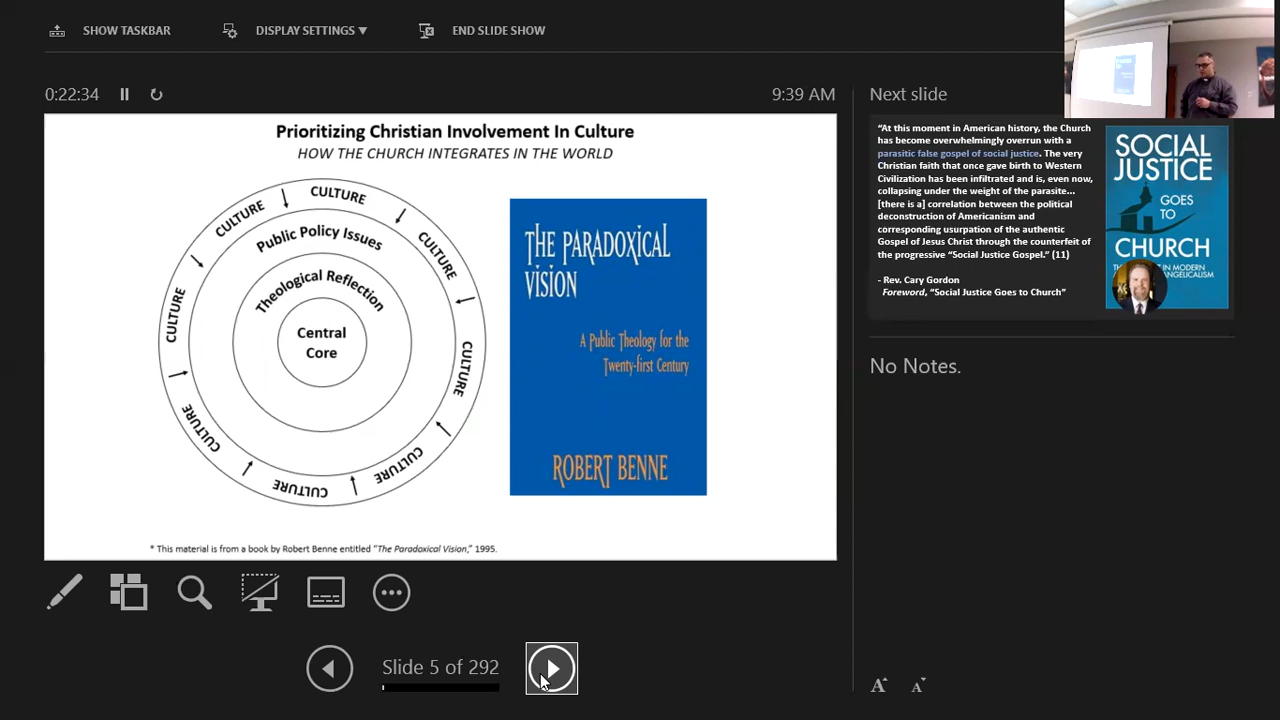 SHOW TASKBAR
DISPLAY SETTINGS ▼
END SLIDE SHOW
0:22:34
9:39 AM
Prioritizing Christian Involvement In Culture
HOW THE CHURCH INTEGRATES IN THE WORLD
CULTURE
CULTURE
CULTURE
CULTURE
CULTURE
CULTURE
CULTURE
CULTURE
Public Policy Issues
Theological Reflection
Central
Core
THE PARADOXICAL
VISION
A Public Theology for the
Twenty-first Century
ROBERT BENNE
* This material is from a book by Robert Benne entitled "The Paradoxical Vision," 1995.
Slide 5 of 292
Next slide
“At this moment in American history, the Church
has become overwhelmingly overrun with a
parasitic false gospel of social justice. The very
Christian faith that once gave birth to Western
Civilization has been infiltrated and is, even now,
collapsing under the weight of the parasite...
[there is a] correlation between the political
deconstruction of Americanism and
corresponding usurpation of the authentic
Gospel of Jesus Christ through the counterfeit of
the progressive “Social Justice Gospel.” (11)
- Rev. Cary Gordon
Foreword, “Social Justice Goes to Church”
SOCIAL
JUSTICE
GOES
TO
CHURCH
IN MODERN
No Notes.
A
A